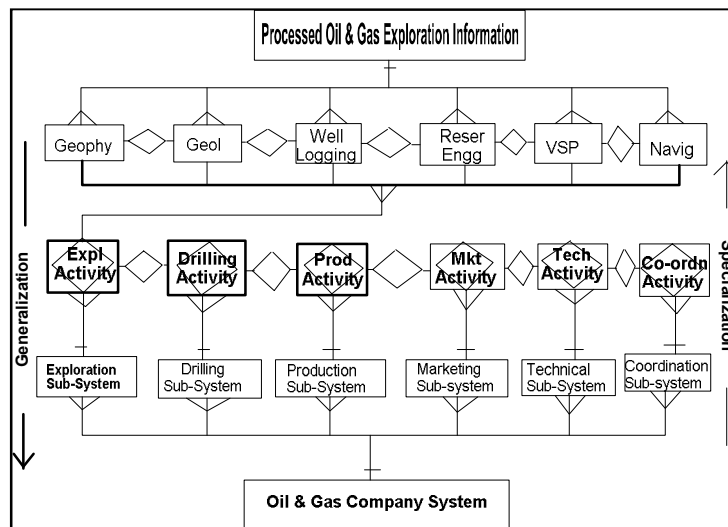 Processed Oil & Gas Exploration Information
Geophy
Geol
Well
Logging
Reser
Engg
VSP
Navig
Generalization
Specialization
Expl
Activity
Drilling
Activity
Prod
Activity
Mkt
Activity
Tech
Activity
Co-ordn
Activity
Exploration
Sub-System
Drilling
Sub-System
Production
Sub-System
Marketing
Sub-system
Technical
Sub-System
Coordination
Sub-system
Oil & Gas Company System